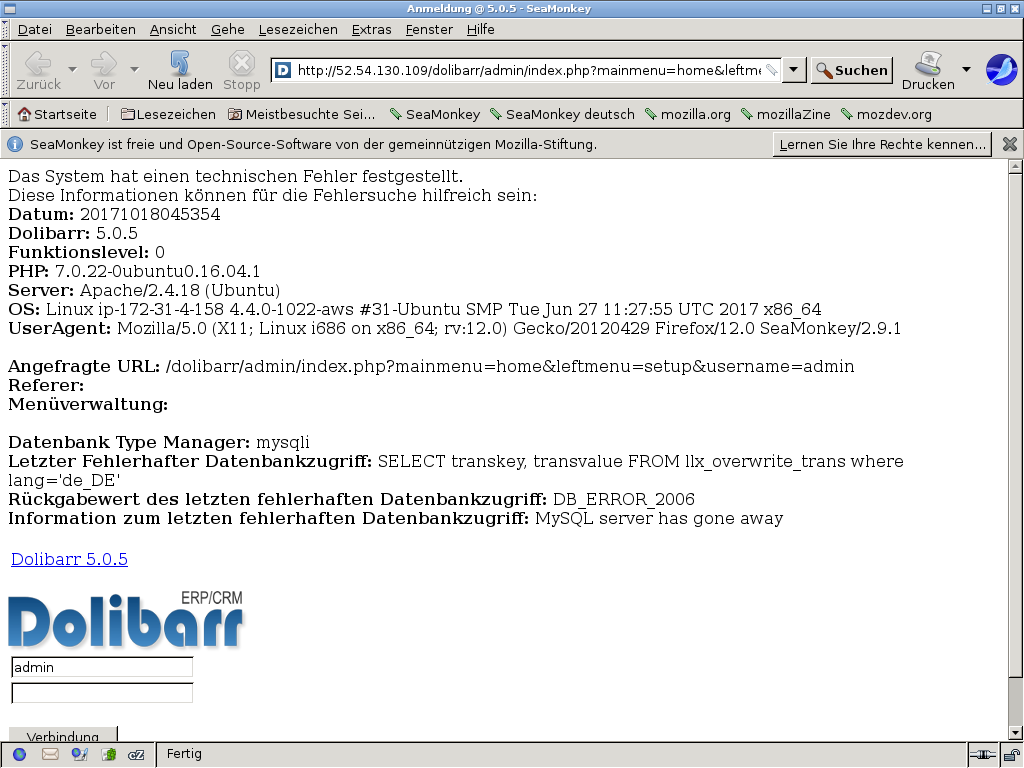 Anmeldung @ 5.0.5 - SeaMonkey
Datei Bearbeiten Ansicht Gehe Lesezeichen Extras Fenster Hilfe
http://52.54.130.109/dolibarr/admin/index.php?mainmenu=home&leftme
Suchen
Zurück Vor Neu laden Stopp Drucken
Startseite Lesezeichen Meistbesuchte Sei... SeaMonkey SeaMonkey deutsch mozilla.org mozillaZine mozdev.org
SeaMonkey ist freie und Open-Source-Software von der gemeinnützigen Mozilla-Stiftung. Lernen Sie Ihre Rechte kennen...
Das System hat einen technischen Fehler festgestellt.
Diese Informationen können für die Fehlersuche hilfreich sein:
Datum: 20171018045354
Dolibarr: 5.0.5
Funktionslevel: 0
PHP: 7.0.22-0ubuntu0.16.04.1
Server: Apache/2.4.18 (Ubuntu)
OS: Linux ip-172-31-4-158 4.4.0-1022-aws #31-Ubuntu SMP Tue Jun 27 11:27:55 UTC 2017 x86_64
UserAgent: Mozilla/5.0 (X11; Linux i686 on x86_64; rv:12.0) Gecko/20120429 Firefox/12.0 SeaMonkey/2.9.1
Angefragte URL: /dolibarr/admin/index.php?mainmenu=home&leftmenu=setup&username=admin
Referer:
Menüverwaltung:
Datenbank Type Manager: mysqli
Letzter Fehlerhafter Datenbankzugriff: SELECT transkey, transvalue FROM llx_overwrite_trans where
lang='de_DE'
Rückgabewert des letzten fehlerhaften Datenbankzugriff: DB_ERROR_2006
Information zum letzten fehlerhaften Datenbankzugriff: MySQL server has gone away
Dolibarr 5.0.5
ERP/CRM
Dolibarr
admin
Verbindung
Fertig